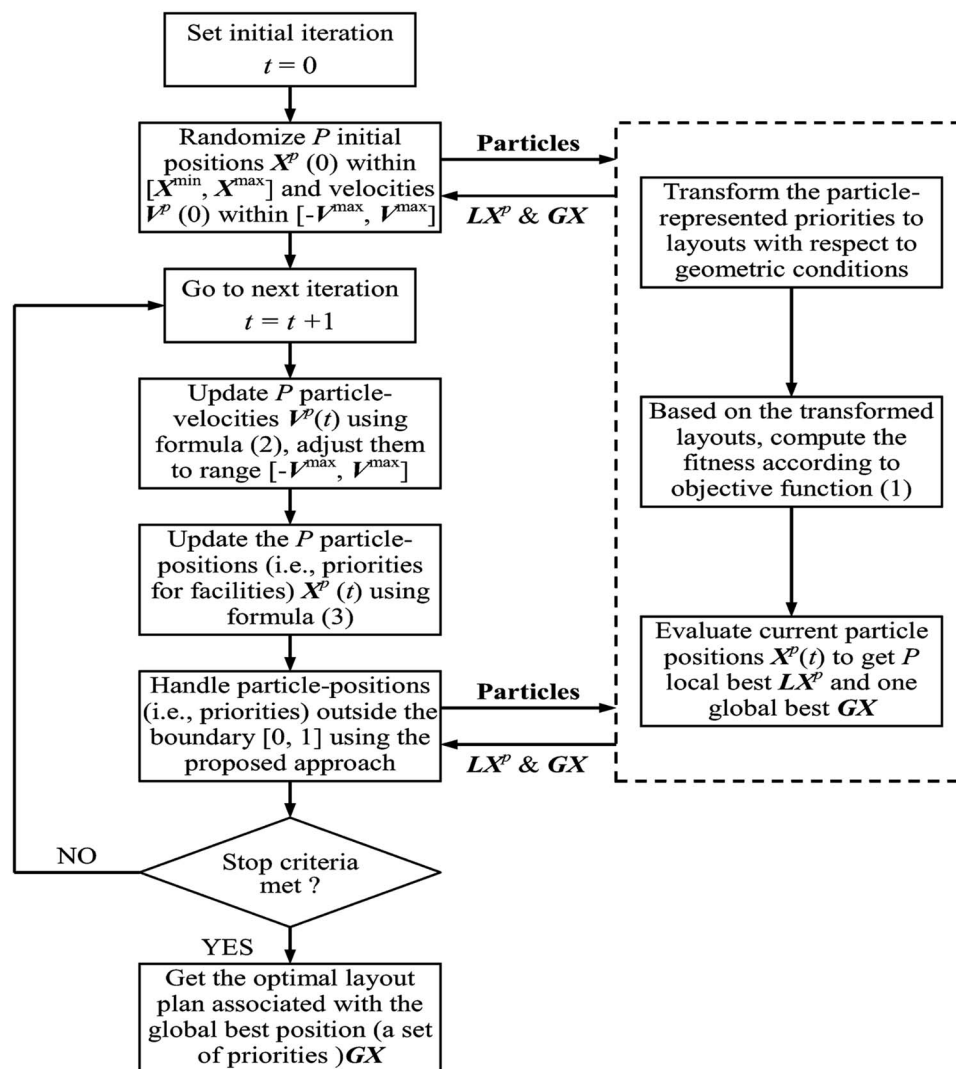 Set initial iteration
t = 0
Randomize P initial
positions X^p (0) within
[X^min, X^max] and velocities
V^p (0) within [-V^max, V^max]
Particles
LX^p & GX
Go to next iteration
t = t +1
Update P particle-
velocities V^p(t) using
formula (2), adjust them
to range [-V^max, V^max]
Update the P particle-
positions (i.e., priorities
for facilities) X^p (t) using
formula (3)
Handle particle-positions
(i.e., priorities) outside the
boundary [0, 1] using the
proposed approach
Particles
LX^p & GX
Stop criteria
met ?
NO
YES
Get the optimal layout
plan associated with the
global best position (a set
of priorities )GX
Transform the particle-
represented priorities to
layouts with respect to
geometric conditions
Based on the transformed
layouts, compute the
fitness according to
objective function (1)
Evaluate current particle
positions X^p(t) to get P
local best LX^p and one
global best GX